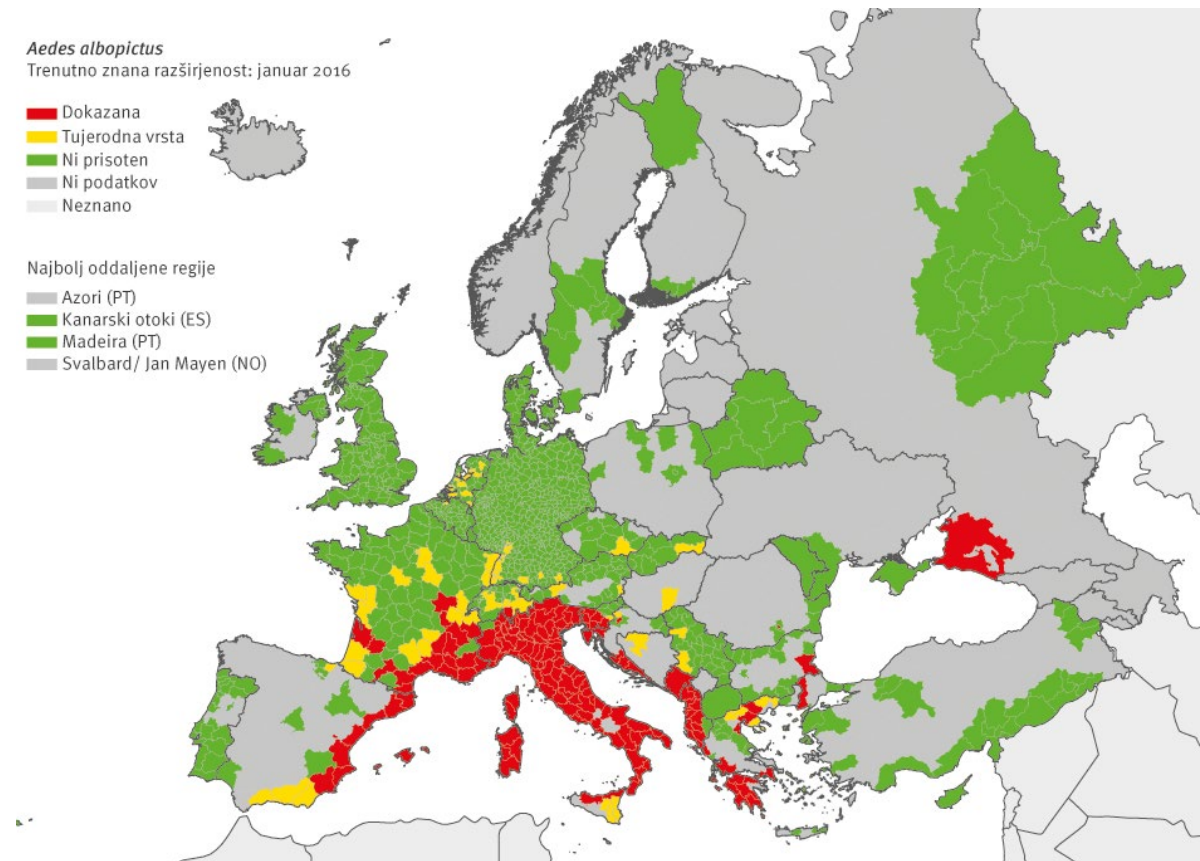 Aedes albopictus
Trenutno znana razširjenost: januar 2016
Dokazana
Tujerodna vrsta
Ni prisoten
Ni podatkov
Neznano
Najbolj oddaljene regije
Azori (PT)
Kanarski otoki (ES)
Madeira (PT)
Svalbard/ Jan Mayen (NO)